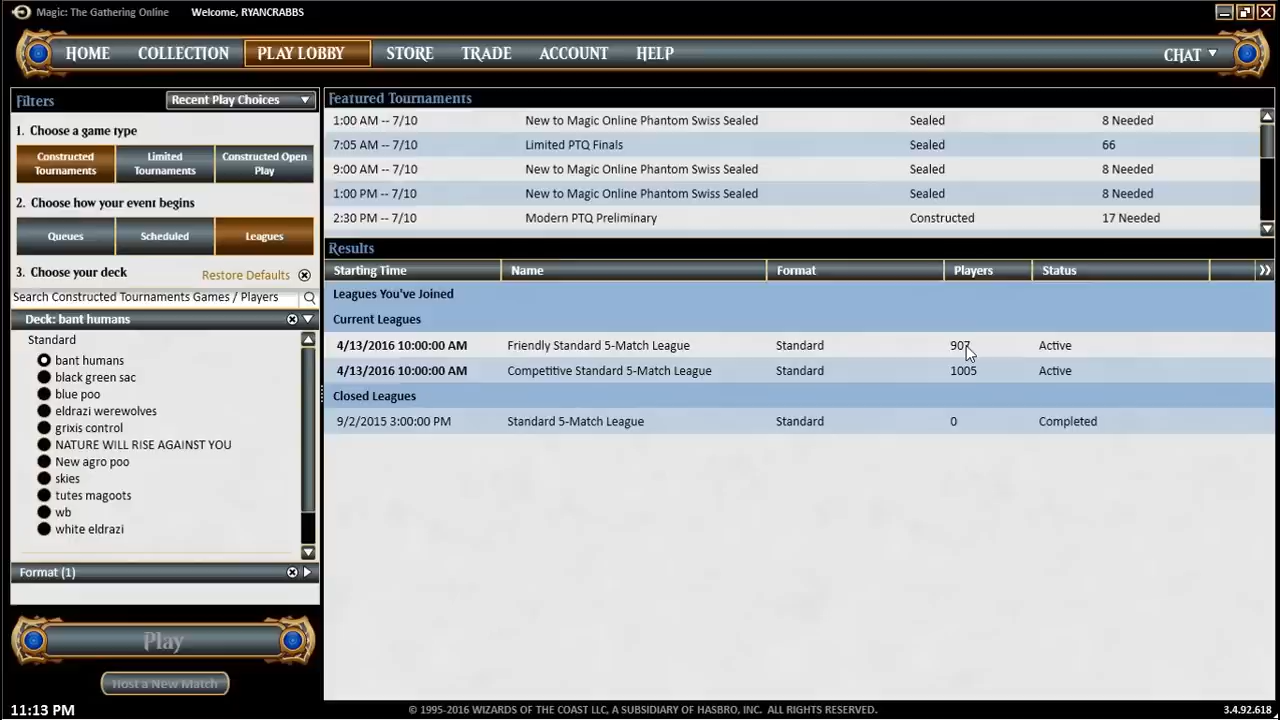 Magic: The Gathering Online Welcome, RYANCRABBS
HOME COLLECTION PLAY LOBBY STORE TRADE ACCOUNT HELP CHAT
Filters Recent Play Choices
1. Choose a game type
Constructed Tournaments
Limited Tournaments
Constructed Open Play
2. Choose how your event begins
Queues Scheduled Leagues
3. Choose your deck Restore Defaults
Search Constructed Tournaments Games / Players
Deck: bant humans
Standard
bant humans
black green sac
blue poo
eldrazi werewolves
grixis control
NATURE WILL RISE AGAINST YOU
New agro poo
skies
tutes magoots
wb
white eldrazi
Format (1)
Play
Host a New Match
11:13 PM
Featured Tournaments
1:00 AM -- 7/10 New to Magic Online Phantom Swiss Sealed Sealed 8 Needed
7:05 AM -- 7/10 Limited PTQ Finals Sealed 66
9:00 AM -- 7/10 New to Magic Online Phantom Swiss Sealed Sealed 8 Needed
1:00 PM -- 7/10 New to Magic Online Phantom Swiss Sealed Sealed 8 Needed
2:30 PM -- 7/10 Modern PTQ Preliminary Constructed 17 Needed
Results
Starting Time Name Format Players Status
Leagues You've Joined
Current Leagues
4/13/2016 10:00:00 AM Friendly Standard 5-Match League Standard 907 Active
4/13/2016 10:00:00 AM Competitive Standard 5-Match League Standard 1005 Active
Closed Leagues
9/2/2015 3:00:00 PM Standard 5-Match League Standard 0 Completed
© 1995-2016 WIZARDS OF THE COAST LLC, A SUBSIDIARY OF HASBRO, INC. ALL RIGHTS RESERVED.
3.4.92.618